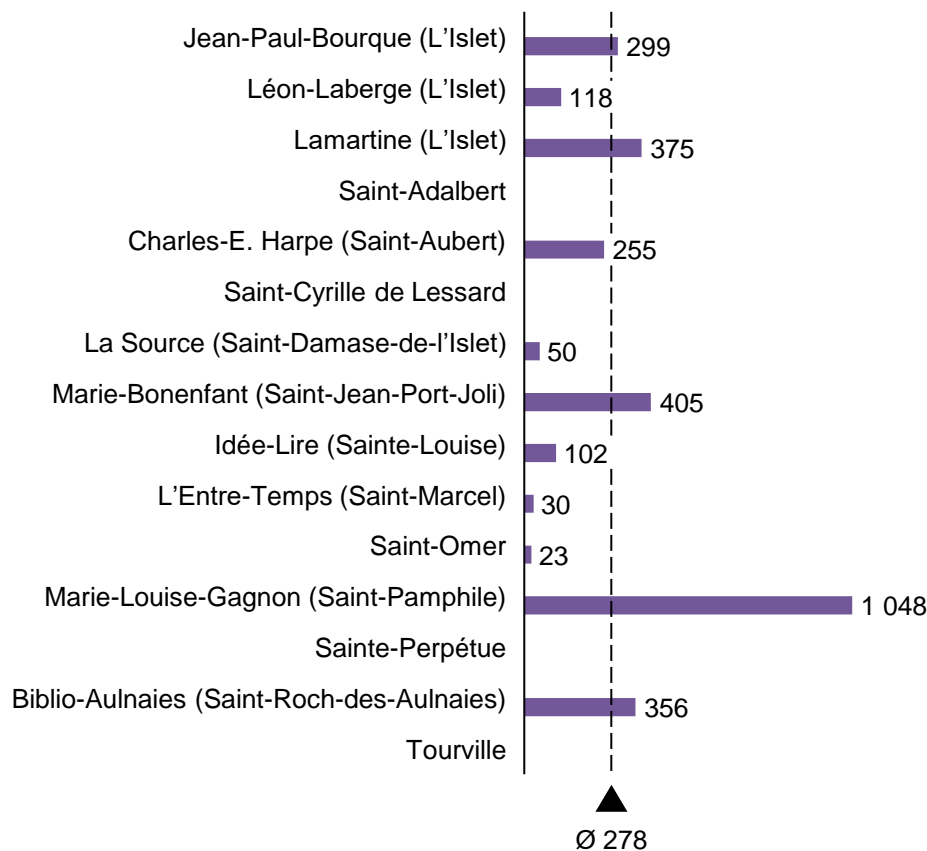 Jean-Paul-Bourque (L’Islet) 299
Léon-Laberge (L’Islet) 118
Lamartine (L’Islet) 375
Saint-Adalbert
Charles-E. Harpe (Saint-Aubert) 255
Saint-Cyrille de Lessard
La Source (Saint-Damase-de-l’Islet) 50
Marie-Bonenfant (Saint-Jean-Port-Joli) 405
Idée-Lire (Sainte-Louise) 102
L’Entre-Temps (Saint-Marcel) 30
Saint-Omer 23
Marie-Louise-Gagnon (Saint-Pamphile) 1 048
Sainte-Perpétue
Biblio-Aulnaies (Saint-Roch-des-Aulnaies) 356
Tourville
Ø 278